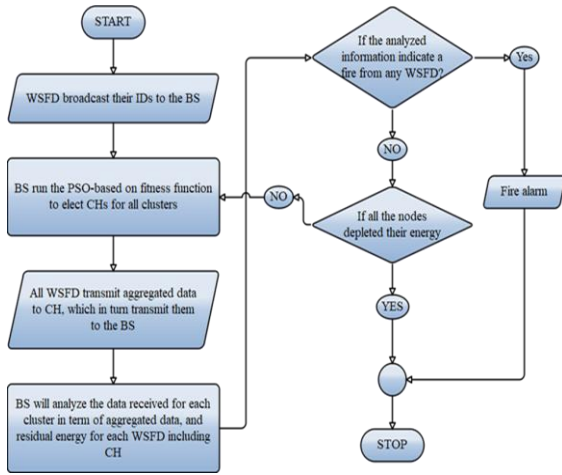 START
WSFD broadcast their IDs to the BS
BS run the PSO-based on fitness function
to elect CHs for all clusters
All WSFD transmit aggregated data
to CH, which in turn transmit them
to the BS
BS will analyze the data received for each
cluster in term of aggregated data, and
residual energy for each WSFD including
CH
If the analyzed
information indicate a
fire from any WSFD?
Yes
NO
Fire alarm
If all the nodes
depleted their energy
NO
YES
STOP